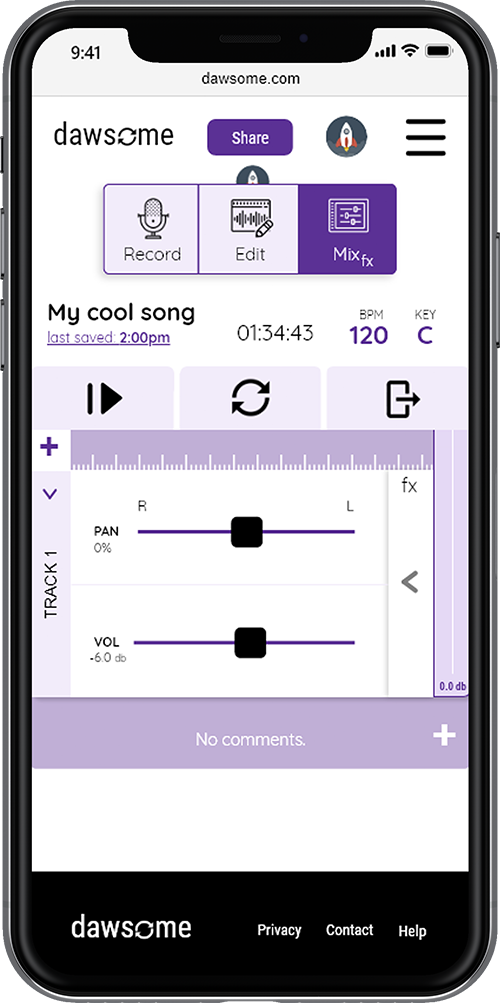 9:41
dawsome.com
dawsome Share
Record Edit Mix fx
My cool song
last saved: 2:00pm
01:34:43
BPM KEY
120 C
fx
R L
PAN
0%
TRACK 1
VOL
-6.0 db
0.0 db
No comments.
dawsome Privacy Contact Help